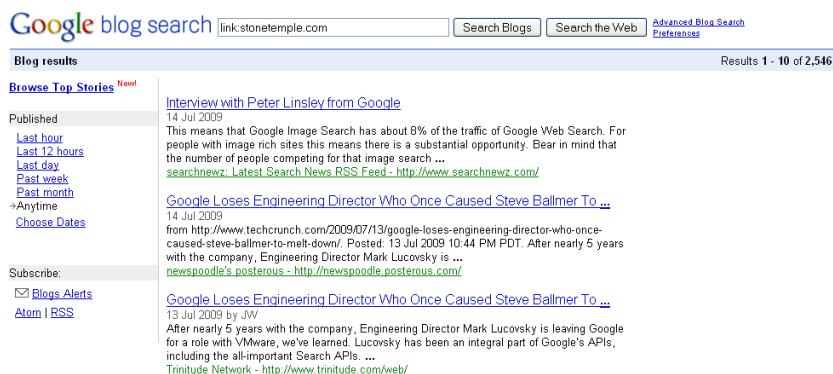 Google blog search link:stonetemple.com Search Blogs Search the Web Advanced Blog Search
Preferences
Blog results Results 1 - 10 of 2,546
Browse Top Stories New!
Published
Last hour
Last 12 hours
Last day
Past week
Past month
→Anytime
Choose Dates
Subscribe:
Blogs Alerts
Atom | RSS
Interview with Peter Linsley from Google
14 Jul 2009
This means that Google Image Search has about 8% of the traffic of Google Web Search. For
people with image rich sites this means there is a substantial opportunity. Bear in mind that
the number of people competing for that image search ...
searchnewz: Latest Search News RSS Feed - http://www.searchnewz.com/
Google Loses Engineering Director Who Once Caused Steve Ballmer To ...
14 Jul 2009
from http://www.techcrunch.com/2009/07/13/google-loses-engineering-director-who-once-
caused-steve-ballmer-to-melt-down/. Posted: 13 Jul 2009 10:44 PM PDT. After nearly 5 years
with the company, Engineering Director Mark Lucovsky is ...
newspoodle's posterous - http://newspoodle.posterous.com/
Google Loses Engineering Director Who Once Caused Steve Ballmer To ...
13 Jul 2009 by JW
After nearly 5 years with the company, Engineering Director Mark Lucovsky is leaving Google
for a role with VMware, we've learned. Lucovsky has been an integral part of Google's APIs,
including the all-important Search APIs. ...
Trinitude Network - http://www.trinitude.com/web/